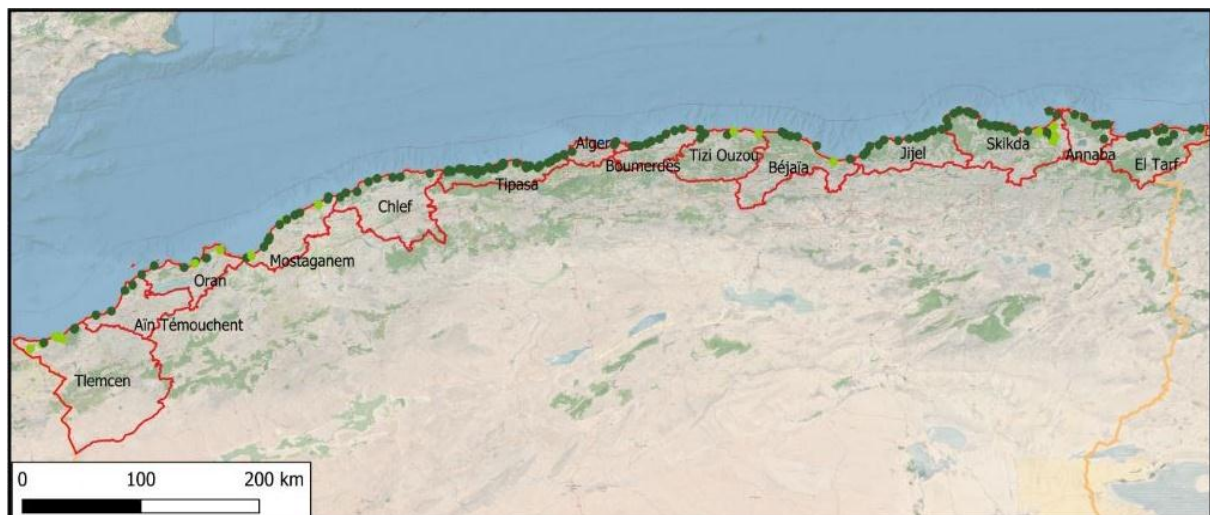 Alger
Boumerdès
Tizi Ouzou
Béjaïa
Jijel
Skikda
Annaba
El Tarf
Tipasa
Chlef
Mostaganem
Oran
Aïn Témouchent
Tlemcen
0 100 200 km